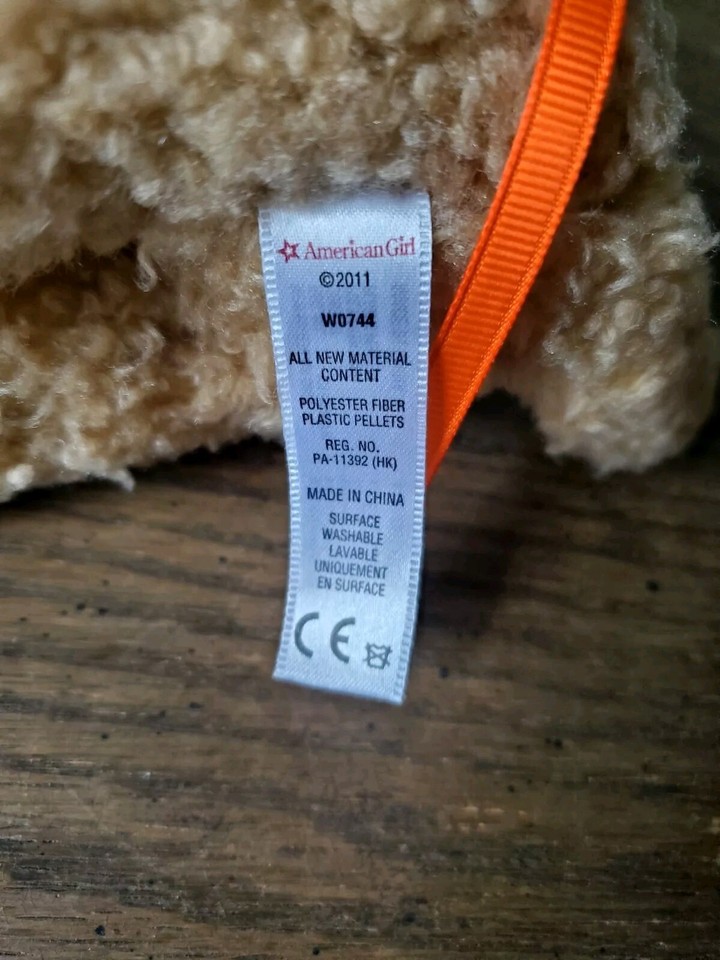 American Girl
©2011
W0744
ALL NEW MATERIAL
CONTENT
POLYESTER FIBER
PLASTIC PELLETS
REG. NO.
PA-11392 (HK)
MADE IN CHINA
SURFACE
WASHABLE
LAVABLE
UNIQUEMENT
EN SURFACE
CE